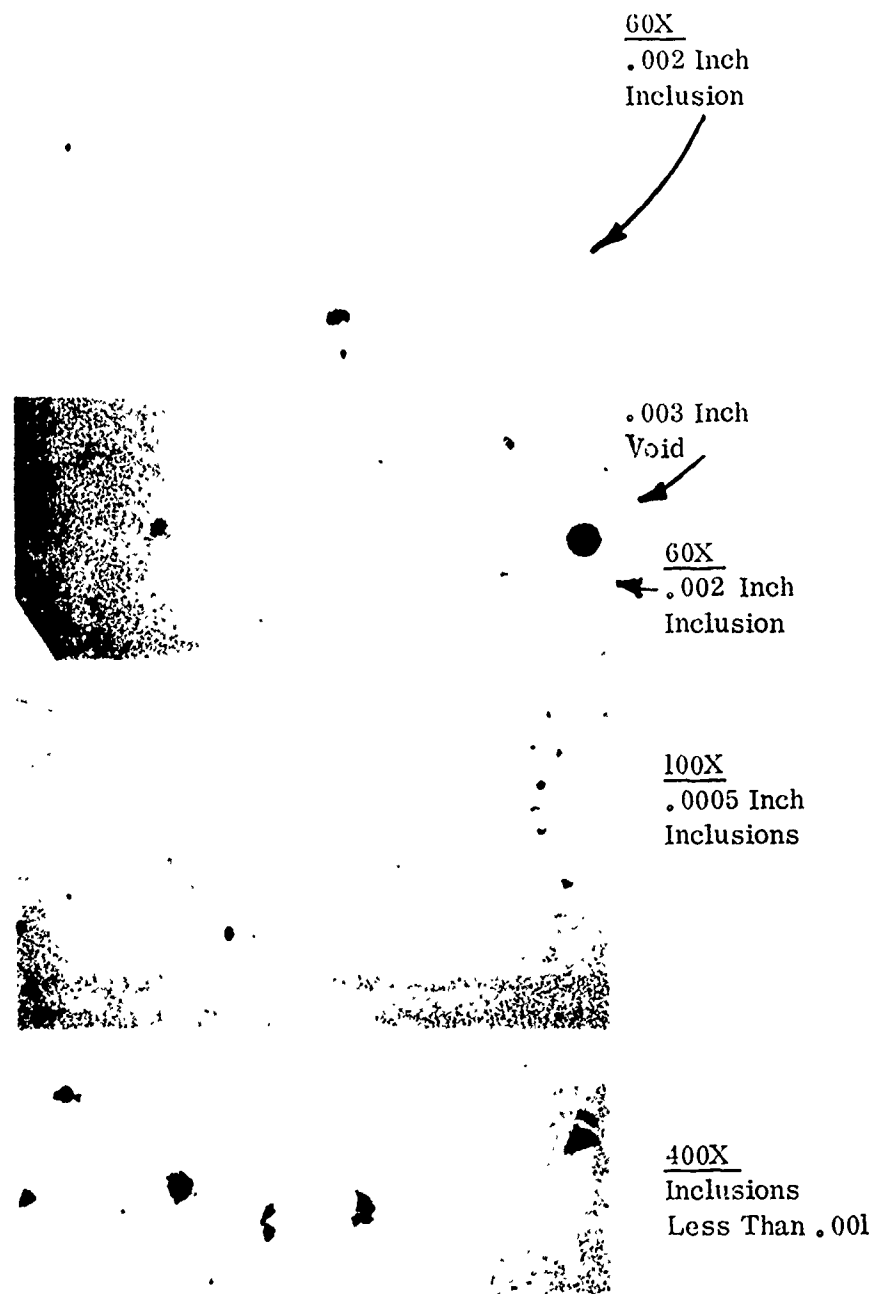 60X
.002 Inch
Inclusion
.003 Inch
Void
60X
.002 Inch
Inclusion
100X
.0005 Inch
Inclusions
400X
Inclusions
Less Than .001